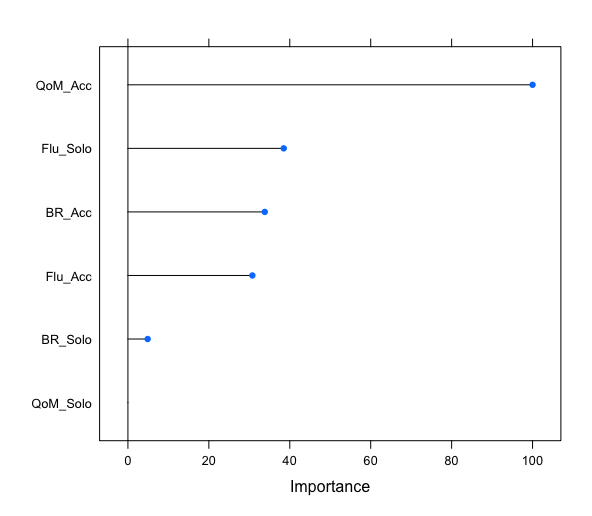 QoM_Acc
Flu_Solo
BR_Acc
Flu_Acc
BR_Solo
QoM_Solo
0 20 40 60 80 100
Importance